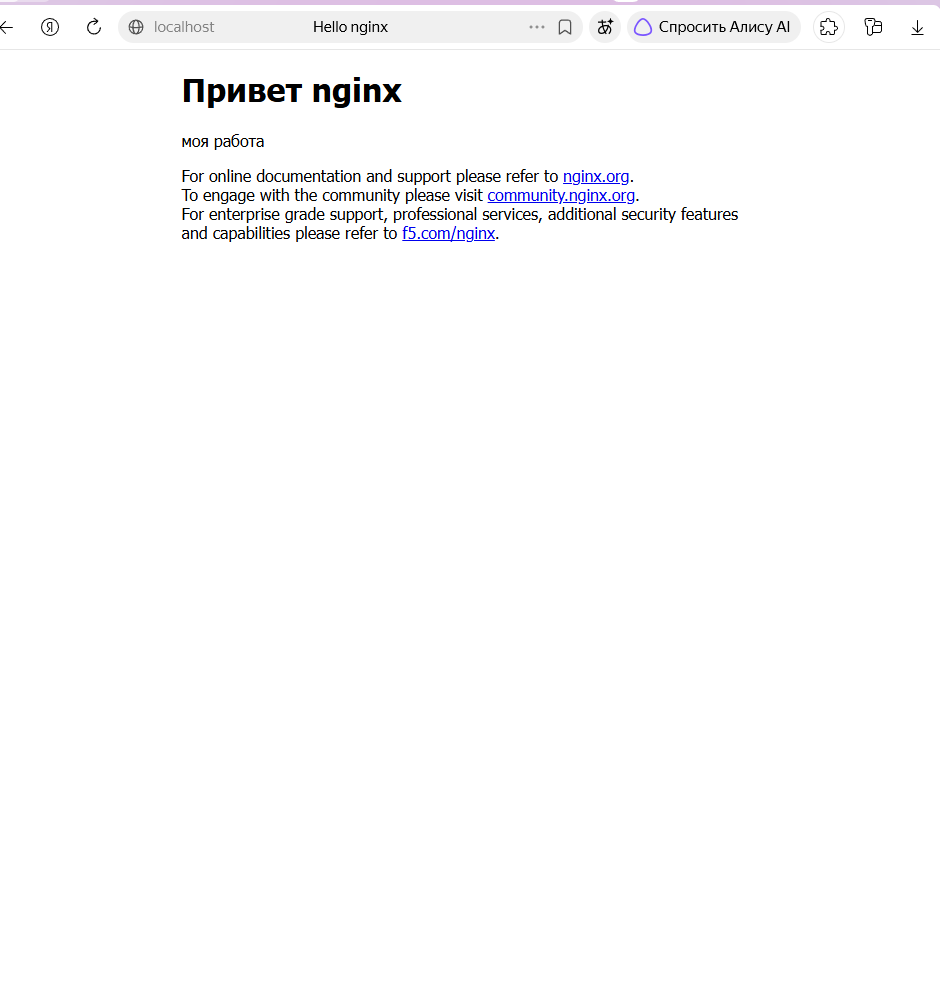 localhost
Hello nginx
Спросить Алису AI
Привет nginx
моя работа
For online documentation and support please refer to nginx.org.
To engage with the community please visit community.nginx.org.
For enterprise grade support, professional services, additional security features
and capabilities please refer to f5.com/nginx.